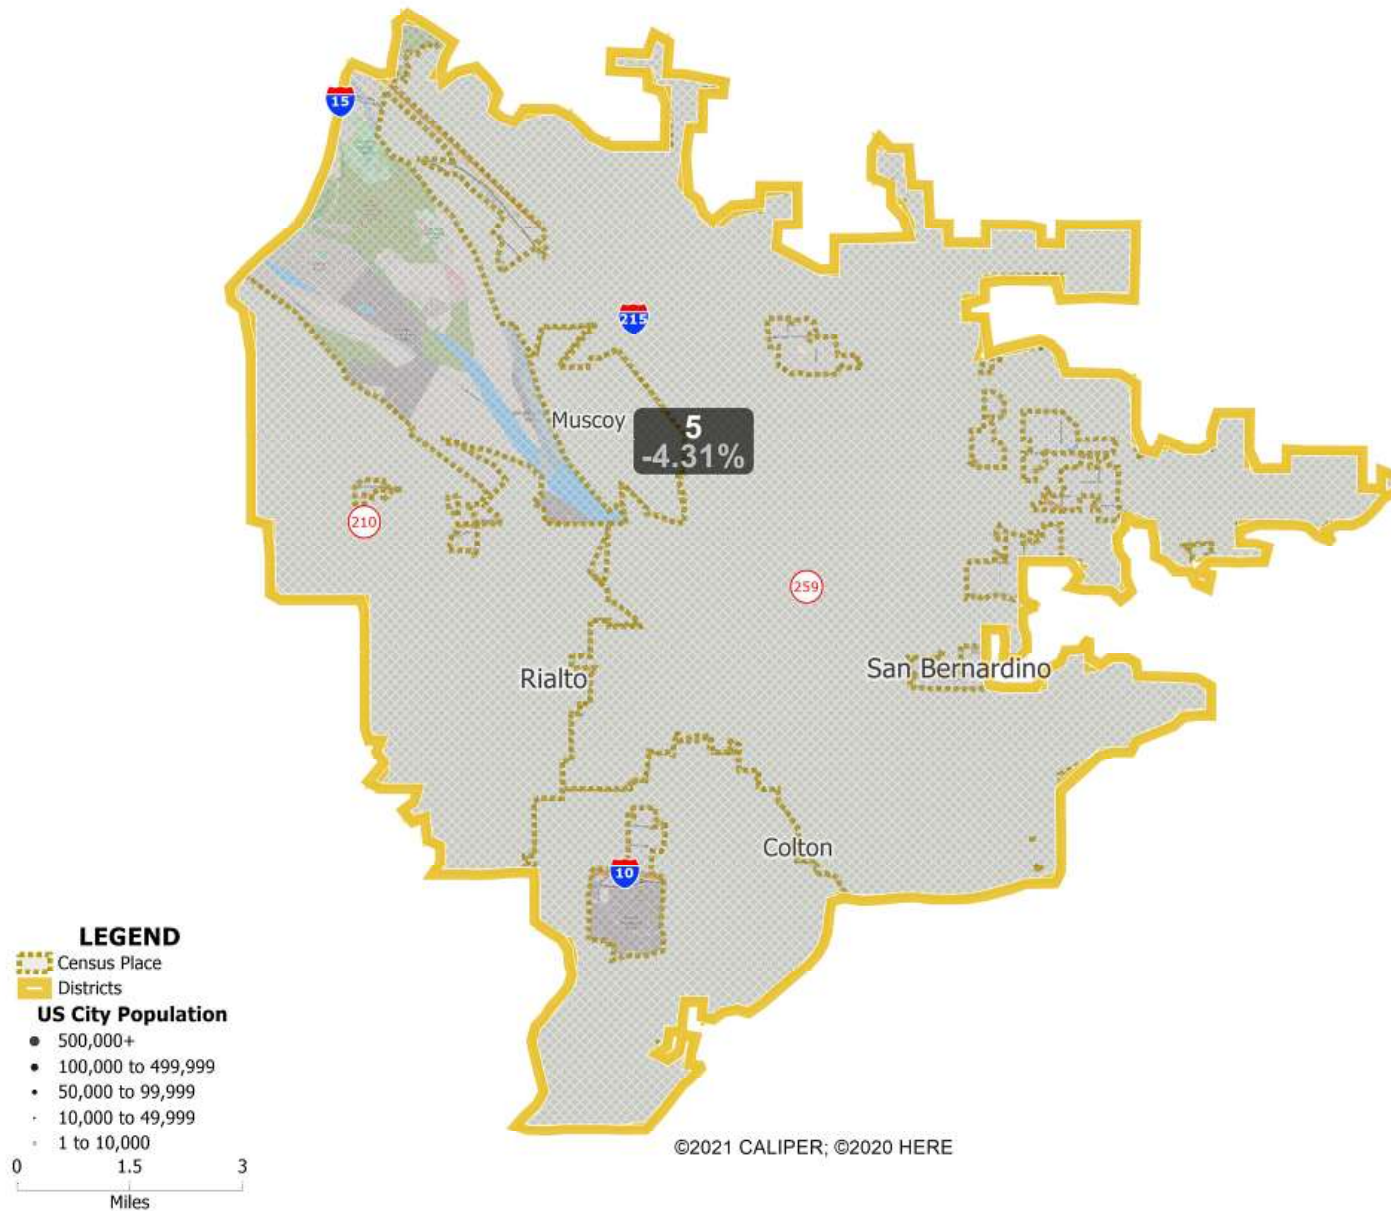 15
215
Muscoy
5
-4.31%
210
259
Rialto
San Bernardino
Colton
10
LEGEND
Census Place
Districts
US City Population
500,000+
100,000 to 499,999
50,000 to 99,999
10,000 to 49,999
1 to 10,000
0 1.5 3
Miles
©2021 CALIPER; ©2020 HERE